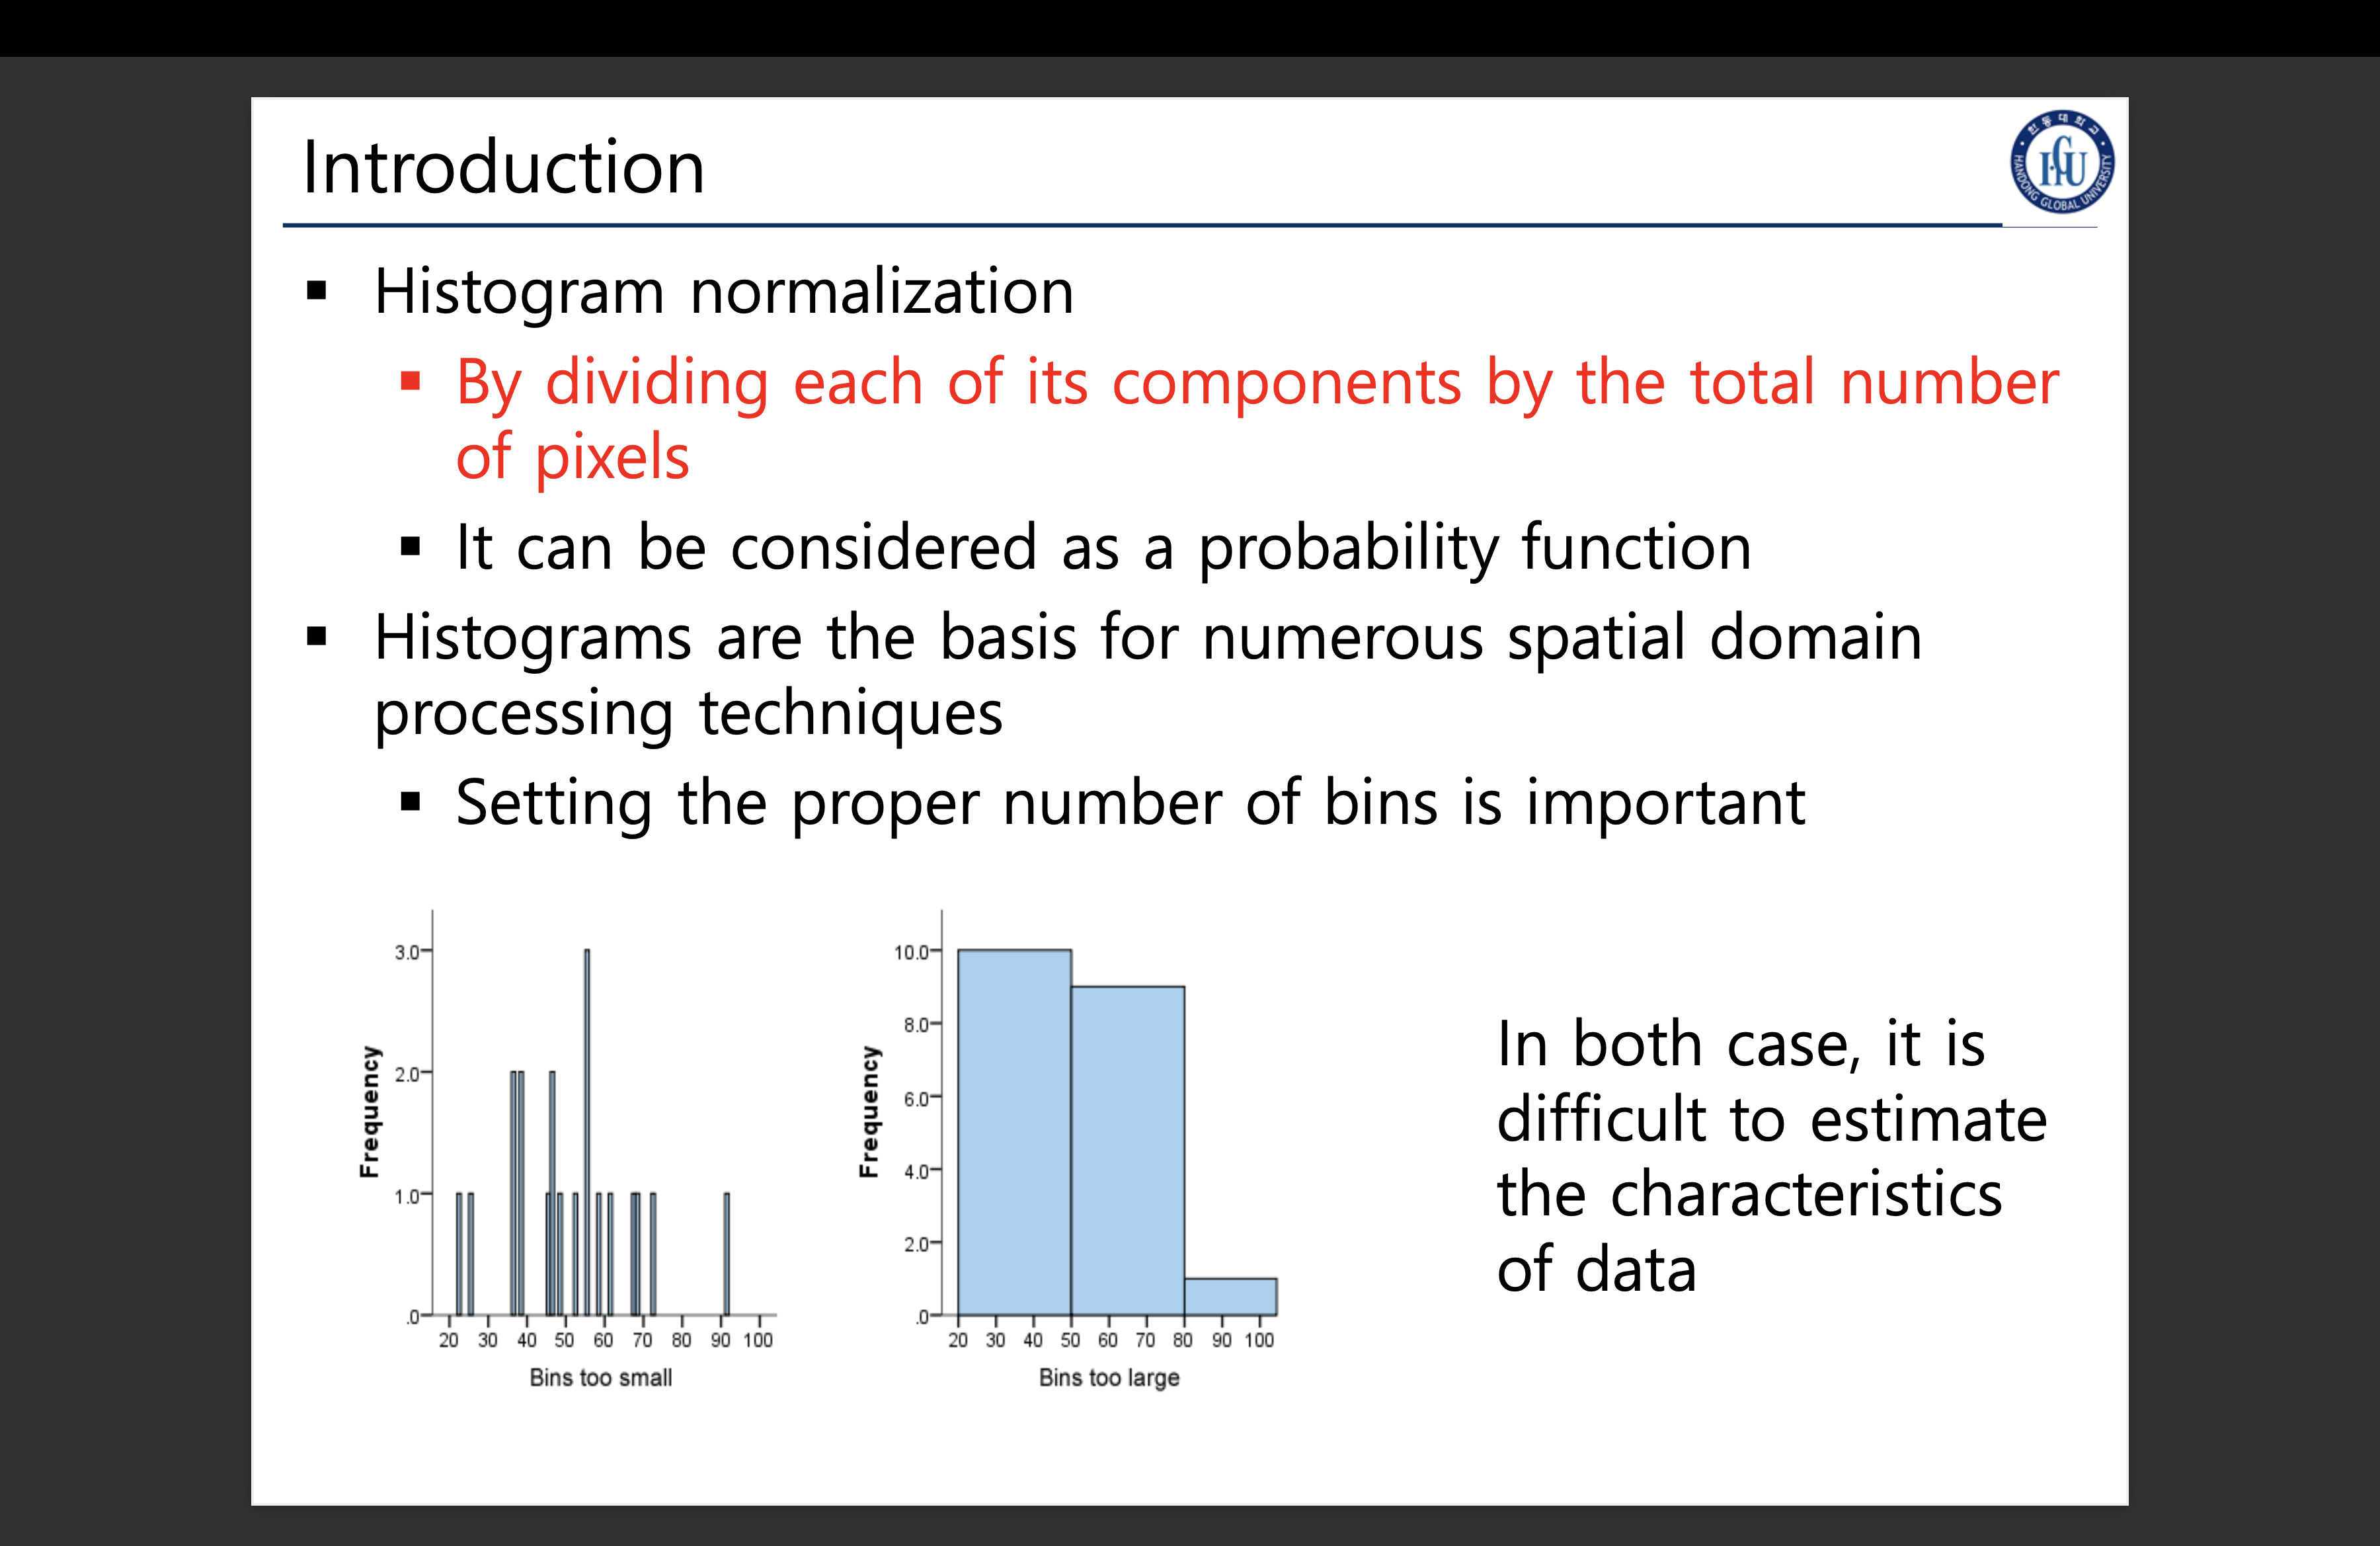 Introduction
한동대학교
HANDONG GLOBAL UNIVERSITY
HGU
▪ Histogram normalization
▪ By dividing each of its components by the total number
of pixels
▪ It can be considered as a probability function
▪ Histograms are the basis for numerous spatial domain
processing techniques
▪ Setting the proper number of bins is important
Frequency
3.0
2.0
1.0
.0
20 30 40 50 60 70 80 90 100
Bins too small
Frequency
10.0
8.0
6.0
4.0
2.0
.0
20 30 40 50 60 70 80 90 100
Bins too large
In both case, it is
difficult to estimate
the characteristics
of data